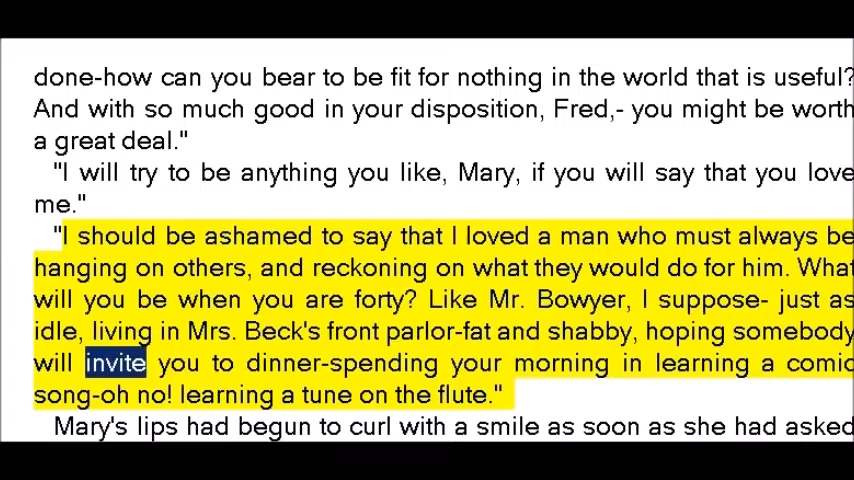 done-how can you bear to be fit for nothing in the world that is useful?
And with so much good in your disposition, Fred,- you might be worth
a great deal."
"I will try to be anything you like, Mary, if you will say that you love
me."
"I should be ashamed to say that I loved a man who must always be
hanging on others, and reckoning on what they would do for him. What
will you be when you are forty? Like Mr. Bowyer, I suppose- just as
idle, living in Mrs. Beck's front parlor-fat and shabby, hoping somebody
will invite you to dinner-spending your morning in learning a comic
song-oh no! learning a tune on the flute."
Mary's lips had begun to curl with a smile as soon as she had asked